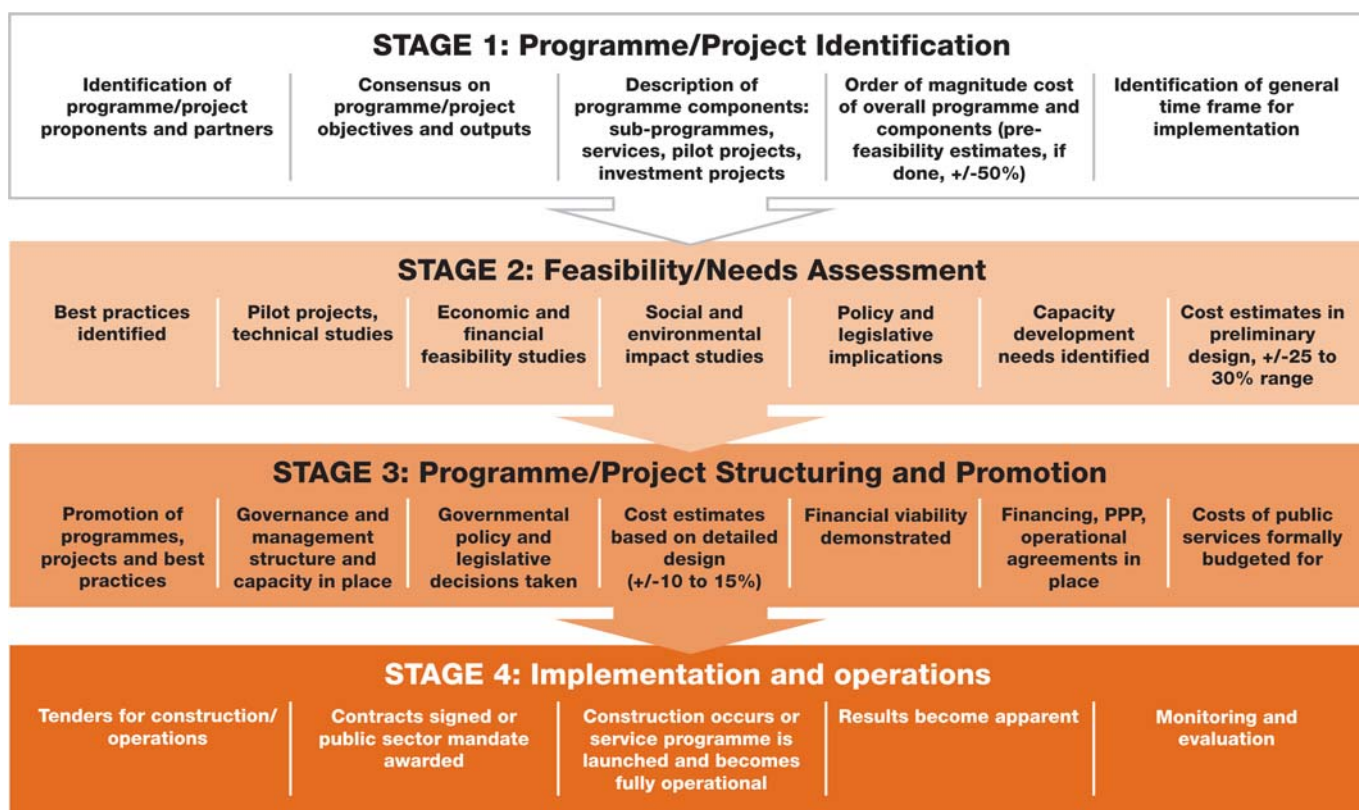 STAGE 1: Programme/Project Identification
Identification of
programme/project
proponents and partners
Consensus on
programme/project
objectives and outputs
Description of
programme components:
sub-programmes,
services, pilot projects,
investment projects
Order of magnitude cost
of overall programme and
components (pre-
feasibility estimates, if
done, +/-50%)
Identification of general
time frame for
implementation
STAGE 2: Feasibility/Needs Assessment
Best practices
identified
Pilot projects,
technical studies
Economic and
financial
feasibility studies
Social and
environmental
impact studies
Policy and
legislative
implications
Capacity
development
needs identified
Cost estimates in
preliminary
design, +/-25 to
30% range
STAGE 3: Programme/Project Structuring and Promotion
Promotion of
programmes,
projects and best
practices
Governance and
management
structure and
capacity in place
Governmental
policy and
legislative
decisions taken
Cost estimates
based on detailed
design
(+/-10 to 15%)
Financial viability
demonstrated
Financing, PPP,
operational
agreements in
place
Costs of public
services formally
budgeted for
STAGE 4: Implementation and operations
Tenders for construction/
operations
Contracts signed or
public sector mandate
awarded
Construction occurs or
service programme is
launched and becomes
fully operational
Results become apparent
Monitoring and
evaluation